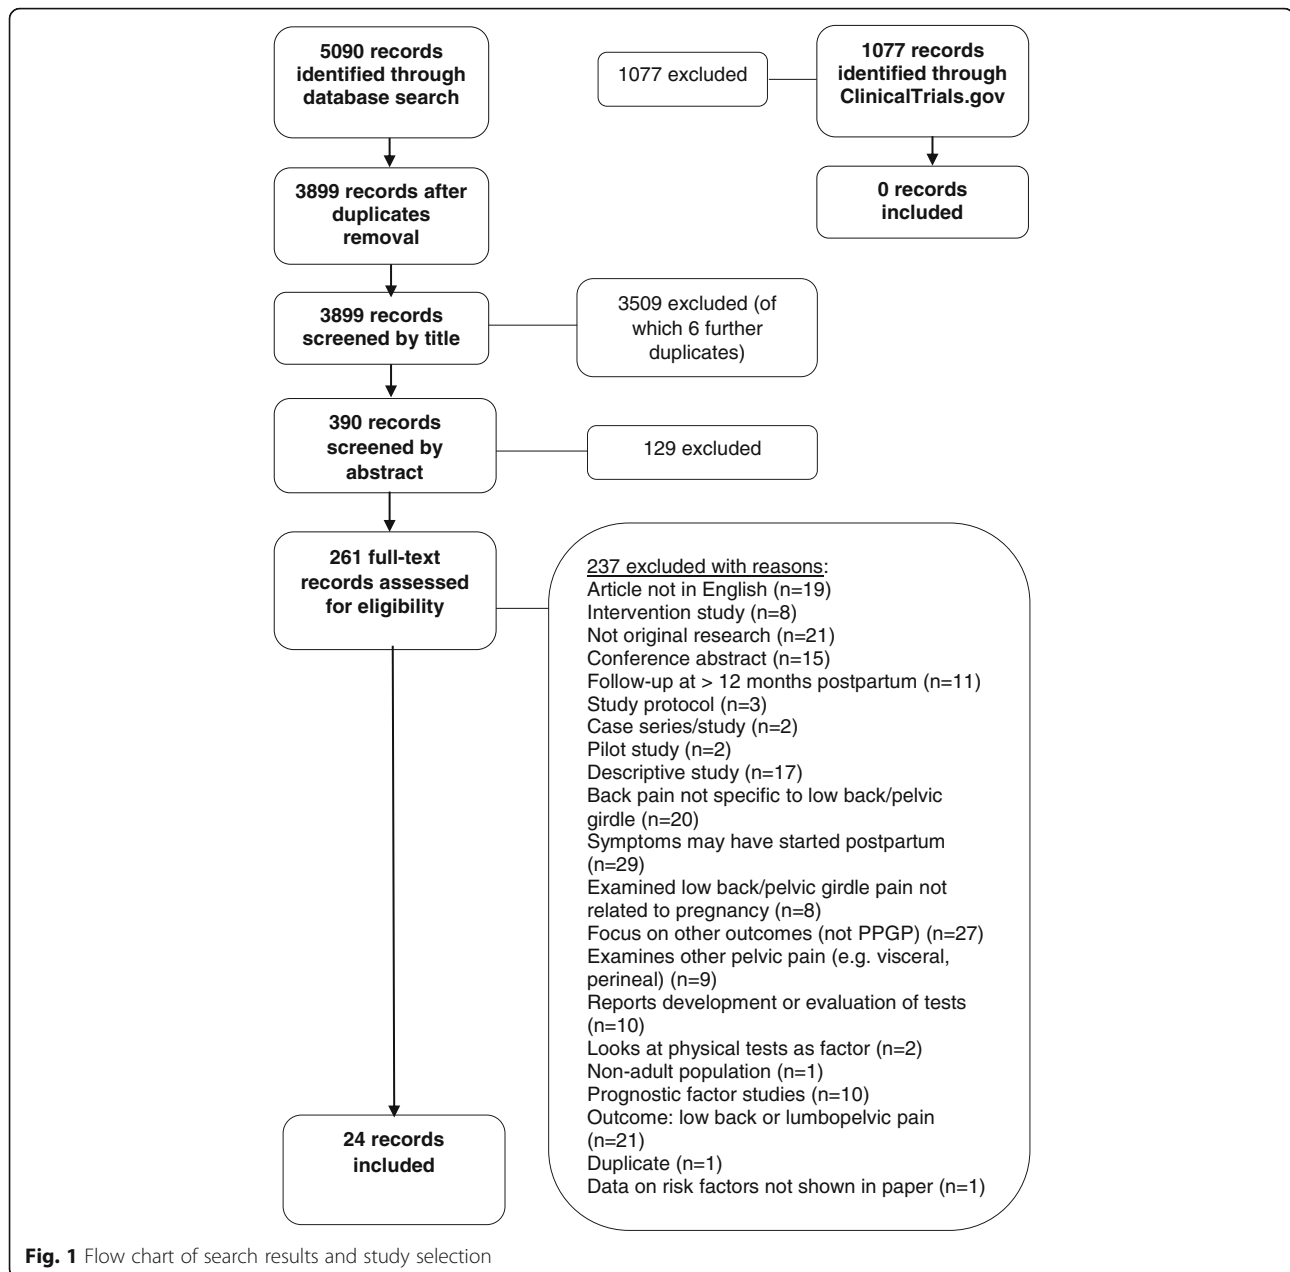 5090 records
identified through
database search
1077 excluded
1077 records
identified through
ClinicalTrials.gov
3899 records after
duplicates
removal
0 records
included
3899 records
screened by title
3509 excluded (of
which 6 further
duplicates)
390 records
screened by
abstract
129 excluded
261 full-text
records assessed
for eligibility
237 excluded with reasons:
Article not in English (n=19)
Intervention study (n=8)
Not original research (n=21)
Conference abstract (n=15)
Follow-up at > 12 months postpartum (n=11)
Study protocol (n=3)
Case series/study (n=2)
Pilot study (n=2)
Descriptive study (n=17)
Back pain not specific to low back/pelvic
girdle (n=20)
Symptoms may have started postpartum
(n=29)
Examined low back/pelvic girdle pain not
related to pregnancy (n=8)
Focus on other outcomes (not PPGP) (n=27)
Examines other pelvic pain (e.g. visceral,
perineal) (n=9)
Reports development or evaluation of tests
(n=10)
Looks at physical tests as factor (n=2)
Non-adult population (n=1)
Prognostic factor studies (n=10)
Outcome: low back or lumbopelvic pain
(n=21)
Duplicate (n=1)
Data on risk factors not shown in paper (n=1)
24 records
included
Fig. 1 Flow chart of search results and study selection